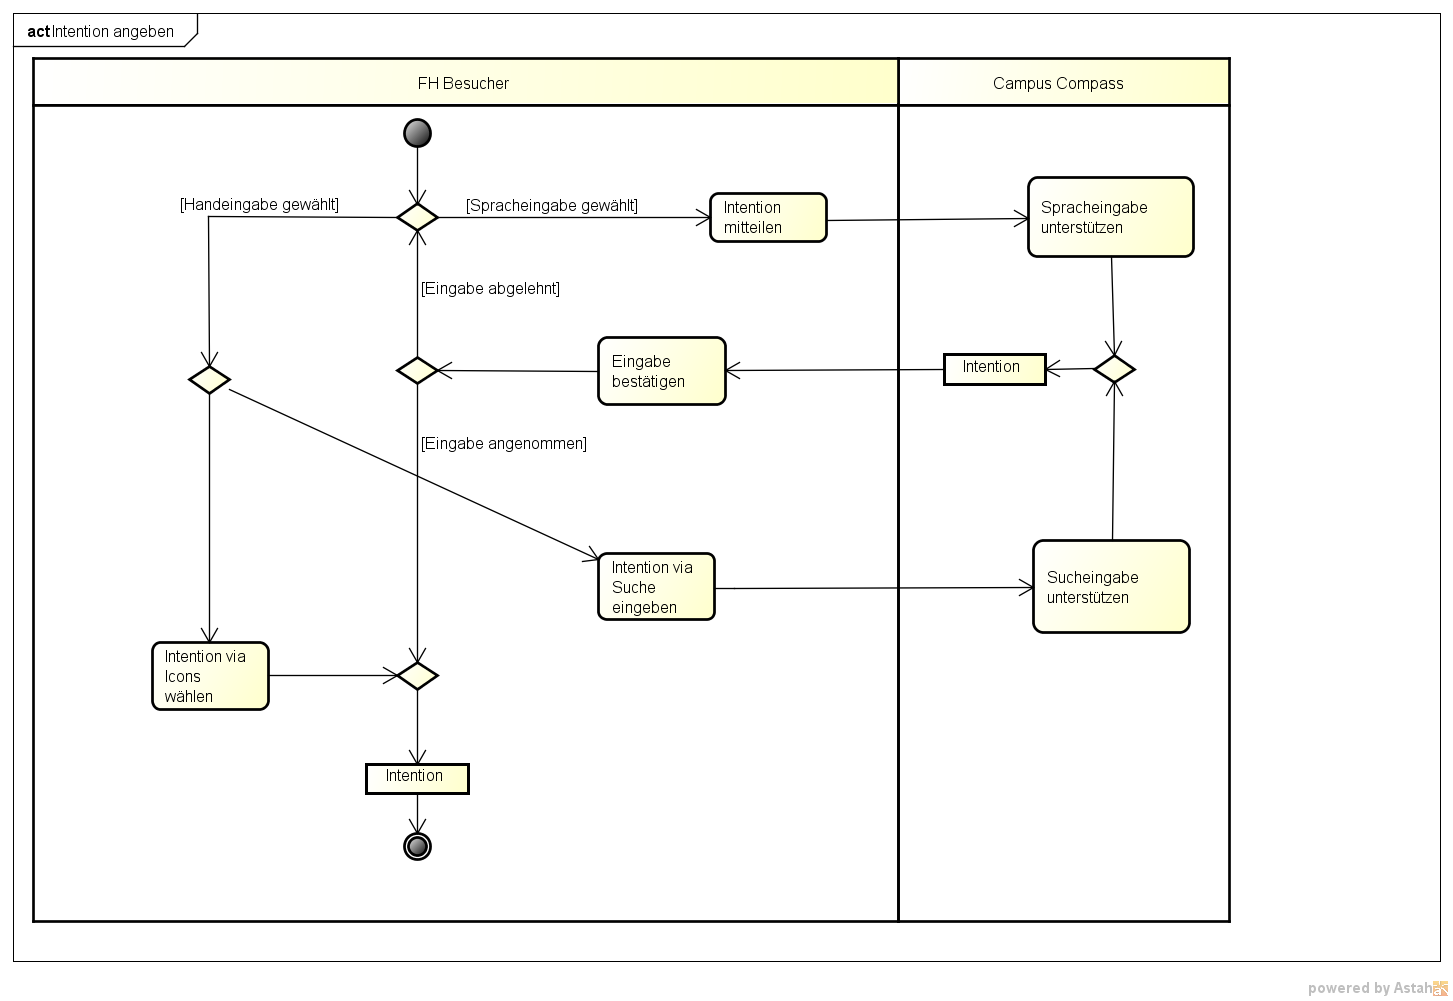 act Intention angeben
FH Besucher
Campus Compass
[Handeingabe gewählt]
[Spracheingabe gewählt]
Intention
mitteilen
Spracheingabe
unterstützen
[Eingabe abgelehnt]
Eingabe
bestätigen
Intention
[Eingabe angenommen]
Intention via
Suche
eingeben
Sucheingabe
unterstützen
Intention via
Icons
wählen
Intention
powered by Astah